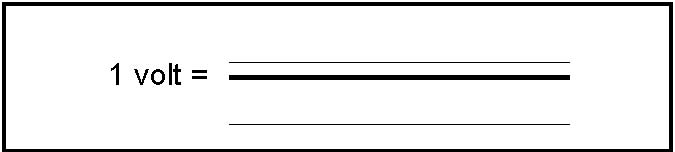 1 volt =